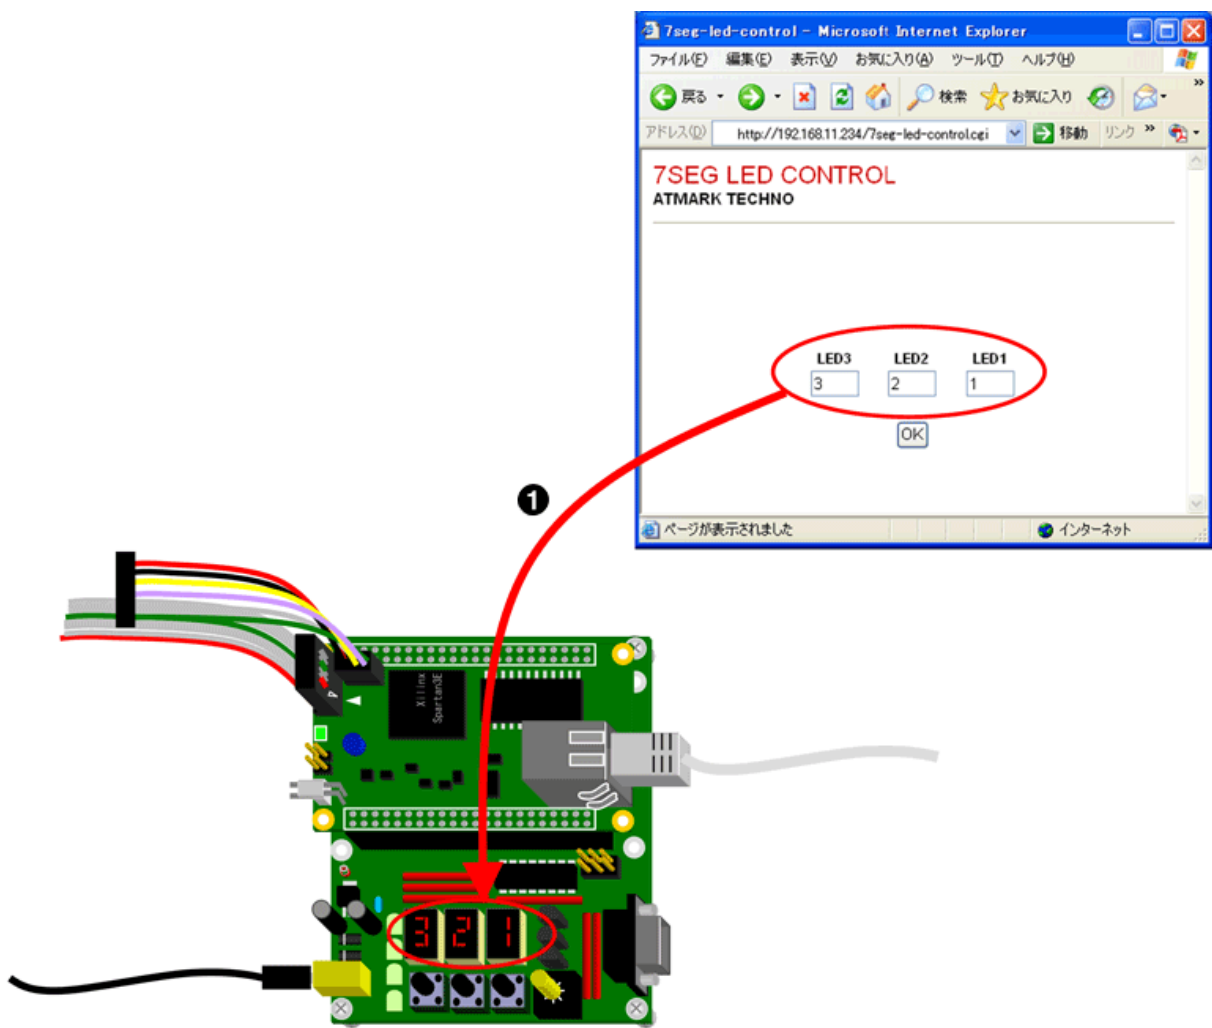 7seg-led-control - Microsoft Internet Explorer
ファイル(F) 編集(E) 表示(V) お気に入り(A) ツール(T) ヘルプ(H)
戻る 検索 お気に入り »
アドレス(D) http://192.168.11.234/7seg-led-control.cgi 移動 リンク »
7SEG LED CONTROL
ATMARK TECHNO
LED3 LED2 LED1
3 2 1
OK
ページが表示されました インターネット
1
Xilinx
Spartan3E
3 2 1